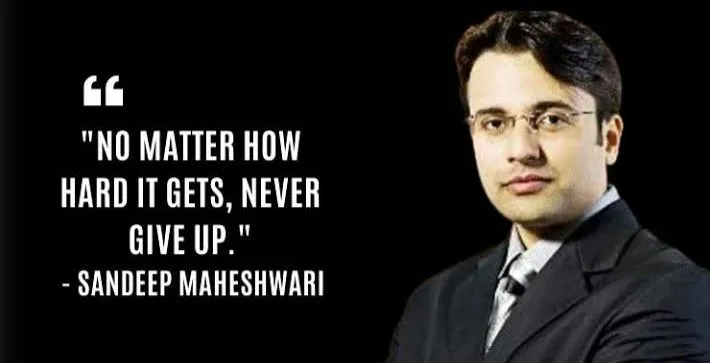 "NO MATTER HOW
HARD IT GETS, NEVER
GIVE UP."
- SANDEEP MAHESHWARI